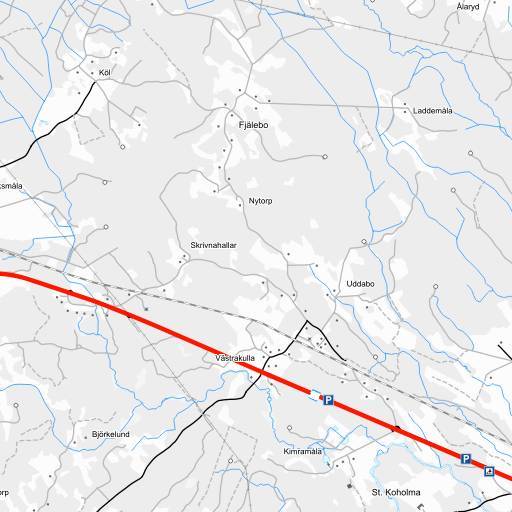 Ålaryd
Köl
Laddemåla
Fjälebo
ksmåla
Nytorp
Skrivnahallar
Uddabo
Västrakulla
P
Björkelund
Kimramåla
P
St. Koholma
orp